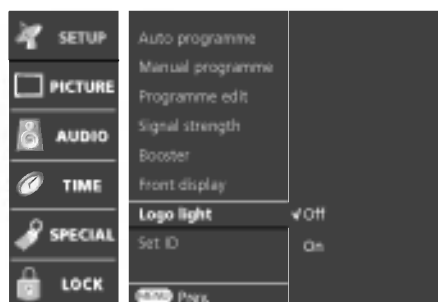 SETUP
PICTURE
AUDIO
TIME
SPECIAL
LOCK
Auto programme
Manual programme
Programme edit
Signal strength
Booster
Front display
Logo light
√ Off
Set ID
On
MENU Prev.